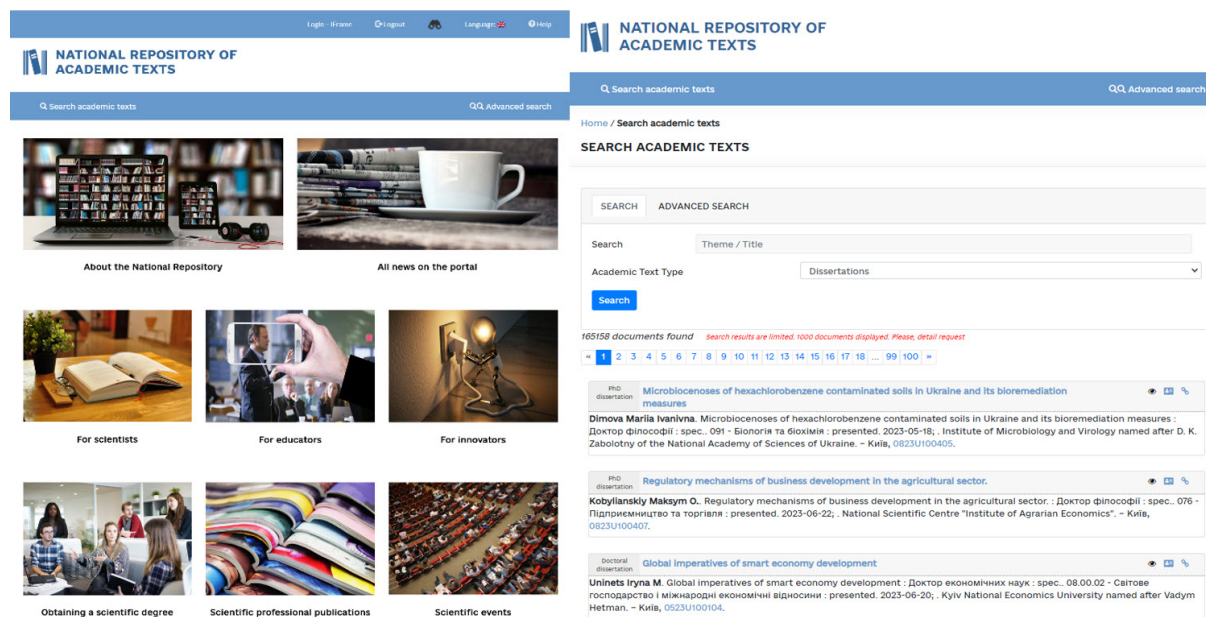 Login - IFrame
Logout
Language:
Help
NATIONAL REPOSITORY OF
ACADEMIC TEXTS
Search academic texts
Advanced search
About the National Repository
All news on the portal
For scientists
For educators
For innovators
Obtaining a scientific degree
Scientific professional publications
Scientific events
NATIONAL REPOSITORY OF
ACADEMIC TEXTS
Search academic texts
Advanced search
Home / Search academic texts
SEARCH ACADEMIC TEXTS
SEARCH
ADVANCED SEARCH
Search
Theme / Title
Academic Text Type
Dissertations
Search
165158 documents found Search results are limited. 1000 documents displayed. Please, detail request
« 1 2 3 4 5 6 7 8 9 10 11 12 13 14 15 16 17 18 ... 99 100 »
PhD
dissertation
Microbiocenoses of hexachlorobenzene contaminated soils in Ukraine and its bioremediation
measures
Dimova Mariia Ivanivna. Microbiocenoses of hexachlorobenzene contaminated soils in Ukraine and its bioremediation measures :
Доктор філософії : spec.. 091 - Біологія та біохімія : presented. 2023-05-18; . Institute of Microbiology and Virology named after D. K.
Zabolotny of the National Academy of Sciences of Ukraine. – Київ, 0823U100405.
PhD
dissertation
Regulatory mechanisms of business development in the agricultural sector.
Kobylianskiy Maksym O.. Regulatory mechanisms of business development in the agricultural sector. : Доктор філософії : spec.. 076 -
Підприємництво та торгівля : presented. 2023-06-22; . National Scientific Centre "Institute of Agrarian Economics". – Київ,
0823U100407.
Doctoral
dissertation
Global imperatives of smart economy development
Uninets Iryna M. Global imperatives of smart economy development : Доктор економічних наук : spec.. 08.00.02 - Світове
господарство і міжнародні економічні відносини : presented. 2023-06-20; . Kyiv National Economics University named after Vadym
Hetman. – Київ, 0523U100104.